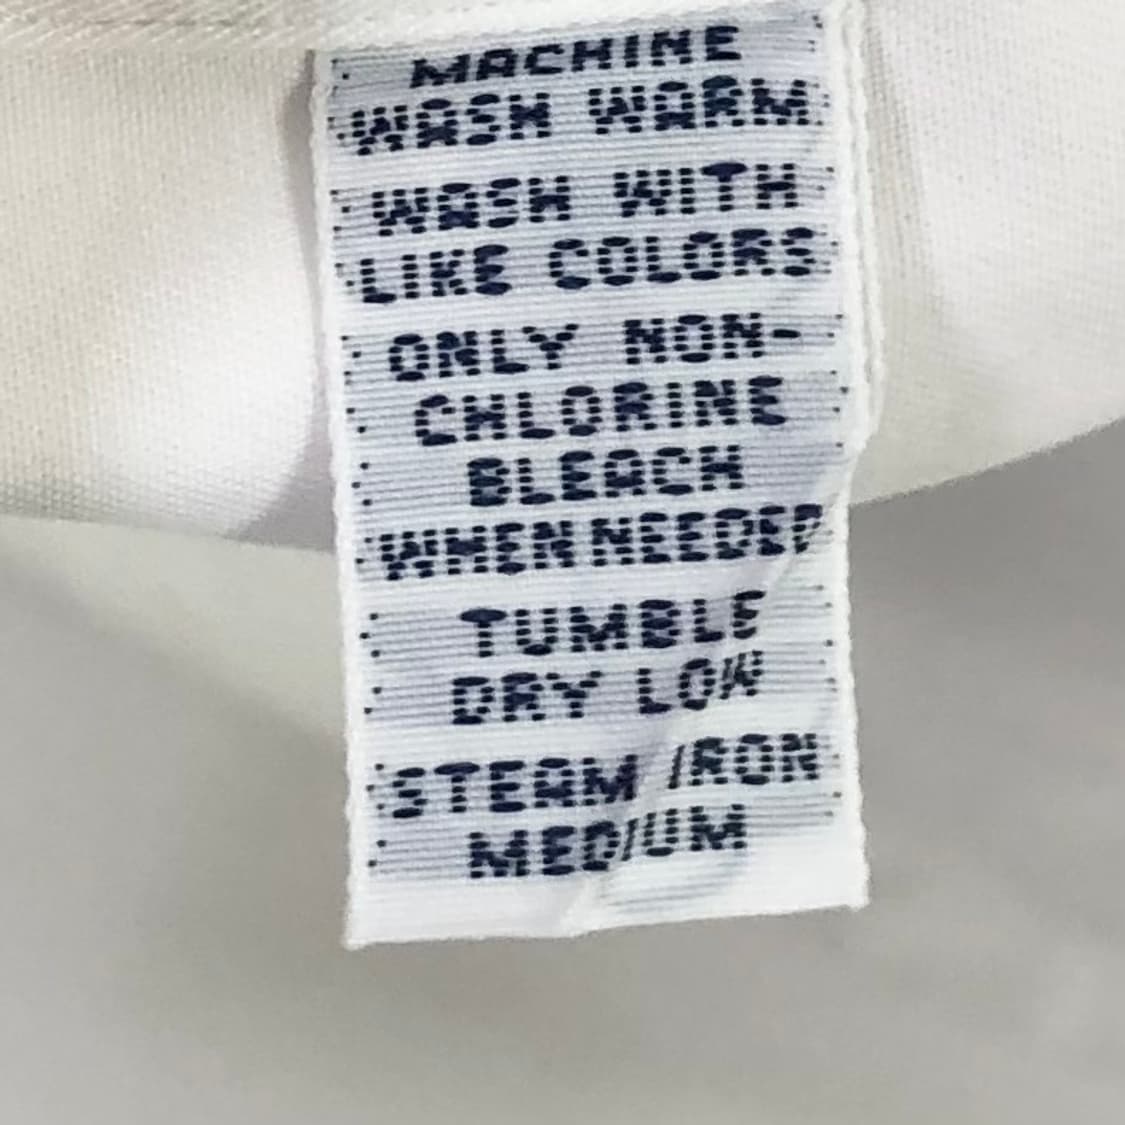 MACHINE
WASH WARM
WASH WITH
LIKE COLORS
ONLY NON-
CHLORINE
BLEACH
WHEN NEEDED
TUMBLE
DRY LOW
STEAM IRON
MEDIUM